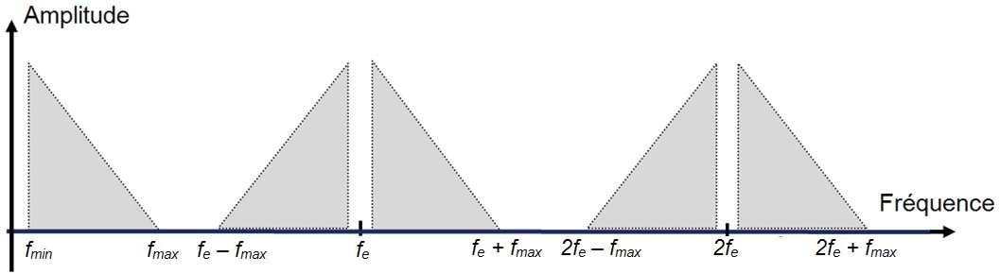 Amplitude
Fréquence
fmin fmax fe – fmax fe fe + fmax 2fe – fmax 2fe 2fe + fmax